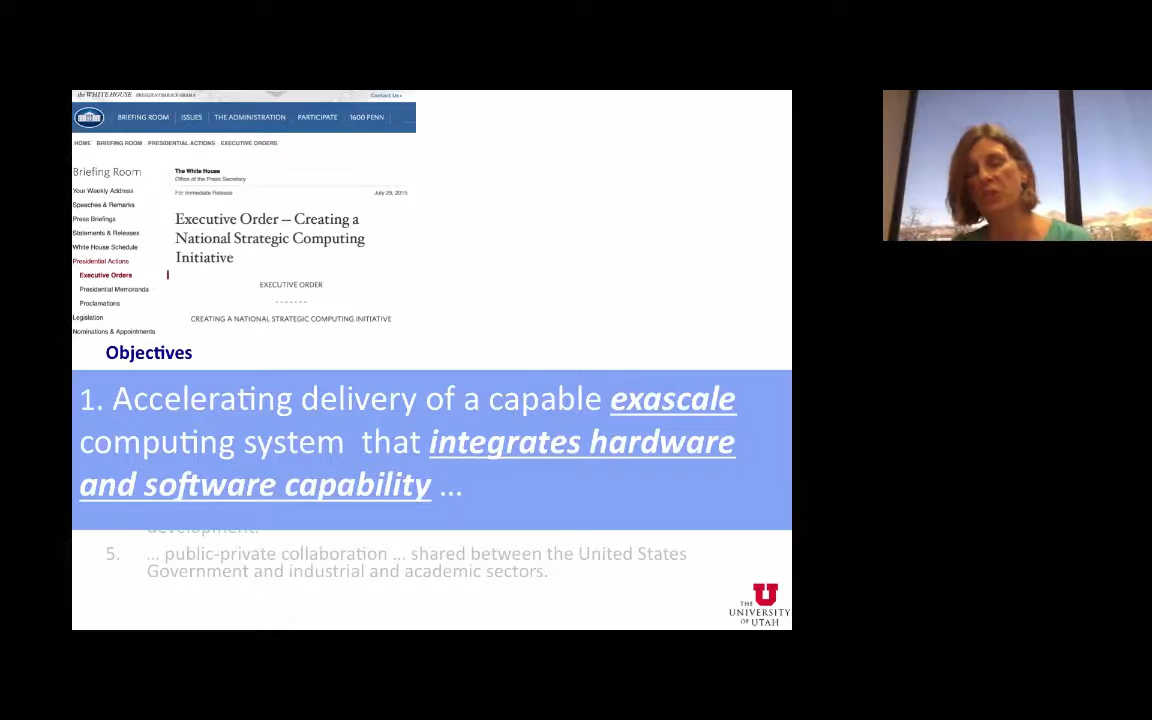 the WHITE HOUSE PRESIDENT BARACK OBAMA
Contact Us
BRIEFING ROOM ISSUES THE ADMINISTRATION PARTICIPATE 1600 PENN
HOME BRIEFING ROOM PRESIDENTIAL ACTIONS EXECUTIVE ORDERS
Briefing Room
Your Weekly Address
Speeches & Remarks
Press Briefings
Statements & Releases
White House Schedule
Presidential Actions
Executive Orders
Presidential Memoranda
Proclamations
Legislation
Nominations & Appointments
The White House
Office of the Press Secretary
For Immediate Release July 29, 2015
Executive Order -- Creating a
National Strategic Computing
Initiative
EXECUTIVE ORDER
- - - - - - -
CREATING A NATIONAL STRATEGIC COMPUTING INITIATIVE
Objectives
1. Accelerating delivery of a capable exascale
computing system that integrates hardware
and software capability ...
development.
5. ... public-private collaboration ... shared between the United States
Government and industrial and academic sectors.
THE
UNIVERSITY
OF UTAH